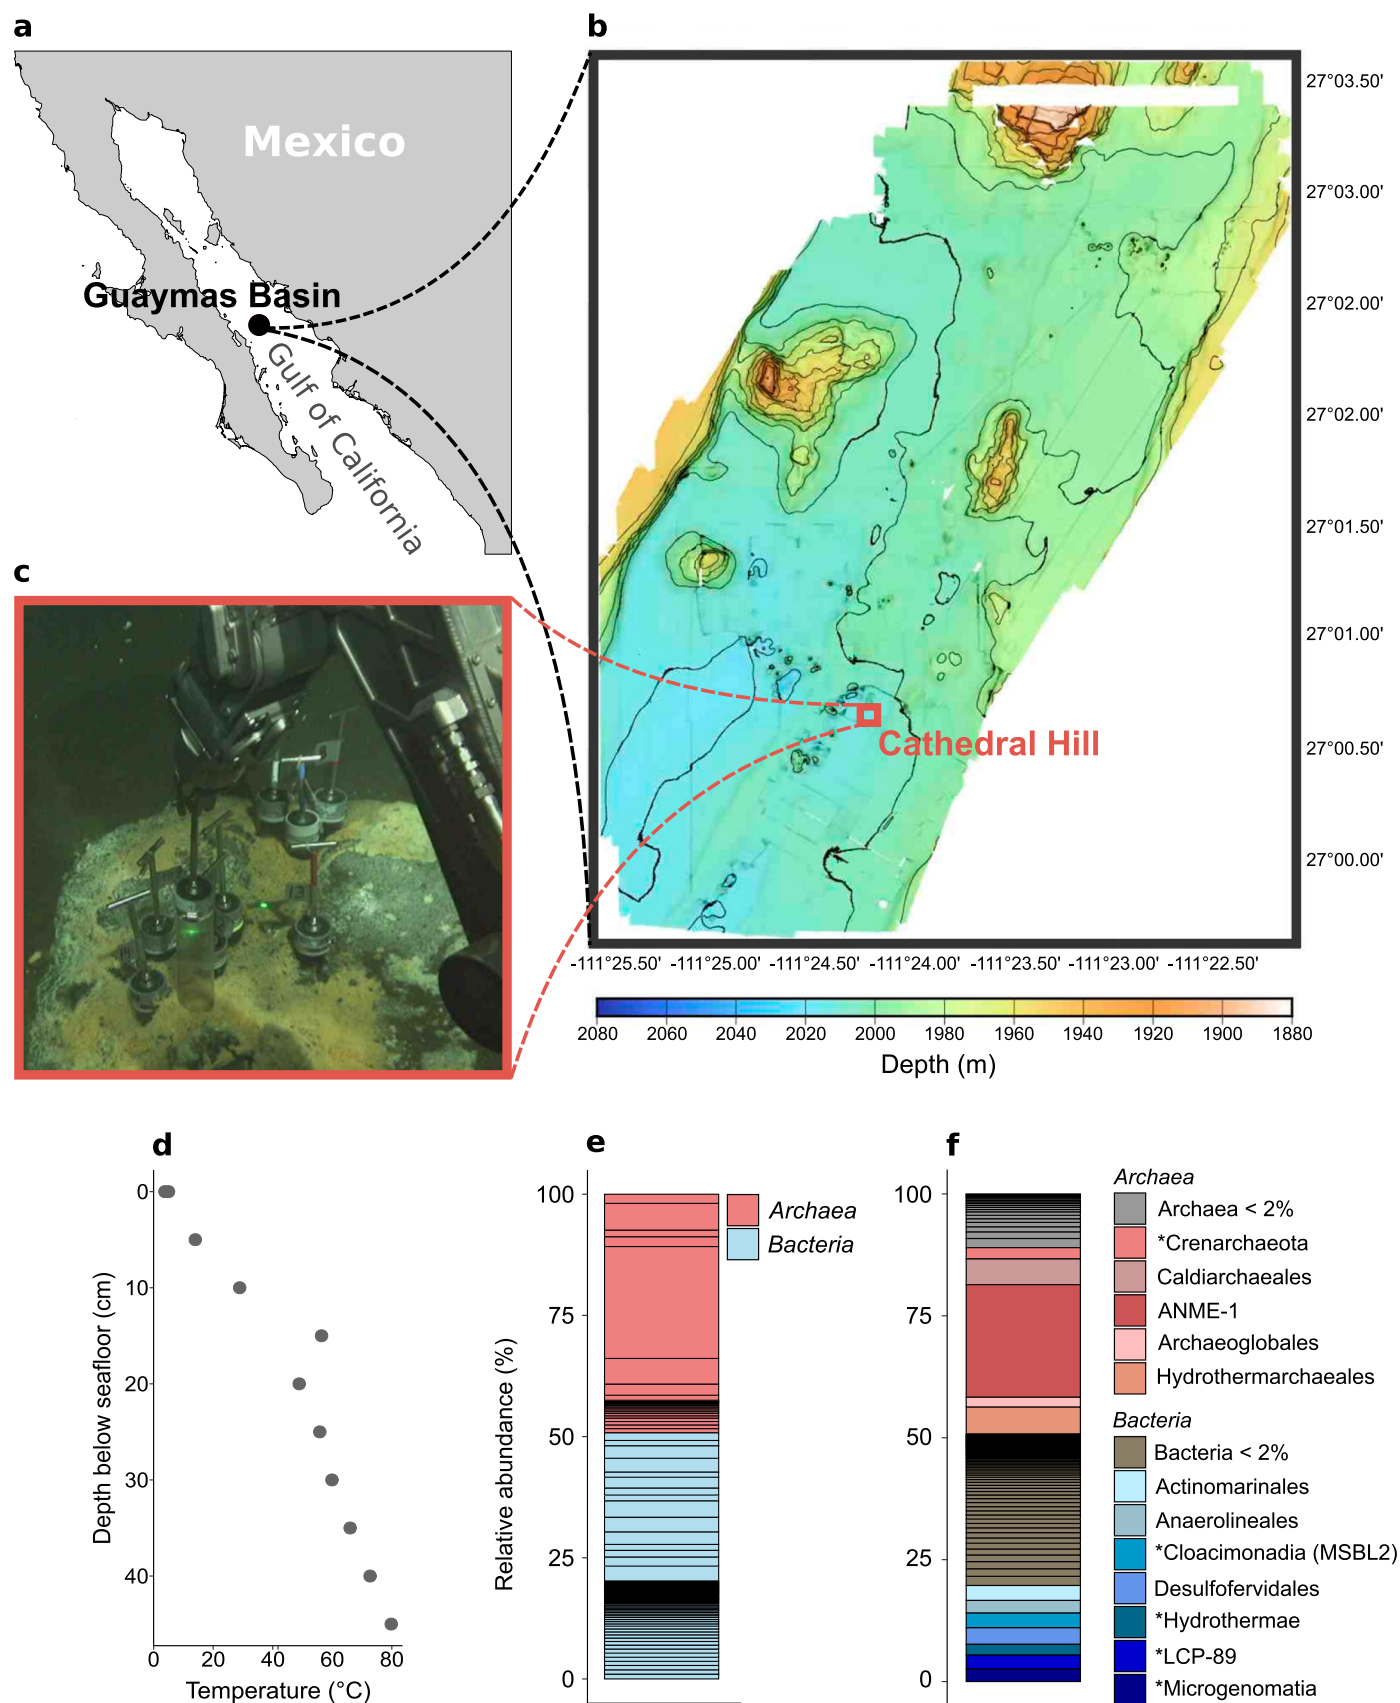 a
Mexico
Guaymas Basin
Gulf of California
b
27°03.50'
27°03.00'
27°02.00'
27°02.00'
27°01.50'
27°01.00'
27°00.50'
27°00.00'
Cathedral Hill
-111°25.50' -111°25.00' -111°24.50' -111°24.00' -111°23.50' -111°23.00' -111°22.50'
2080 2060 2040 2020 2000 1980 1960 1940 1920 1900 1880
Depth (m)
c
13
d
0
10
20
30
40
Depth below seafloor (cm)
0 20 40 60 80
Temperature (°C)
e
100
75
50
25
0
Relative abundance (%)
Archaea
Bacteria
f
100
75
50
25
0
Archaea
Archaea < 2%
*Crenarchaeota
Caldiarchaeales
ANME-1
Archaeoglobales
Hydrothermarchaeales
Bacteria
Bacteria < 2%
Actinomarinales
Anaerolineales
*Cloacimonadia (MSBL2)
Desulfofervidales
*Hydrothermae
*LCP-89
*Microgenomatia